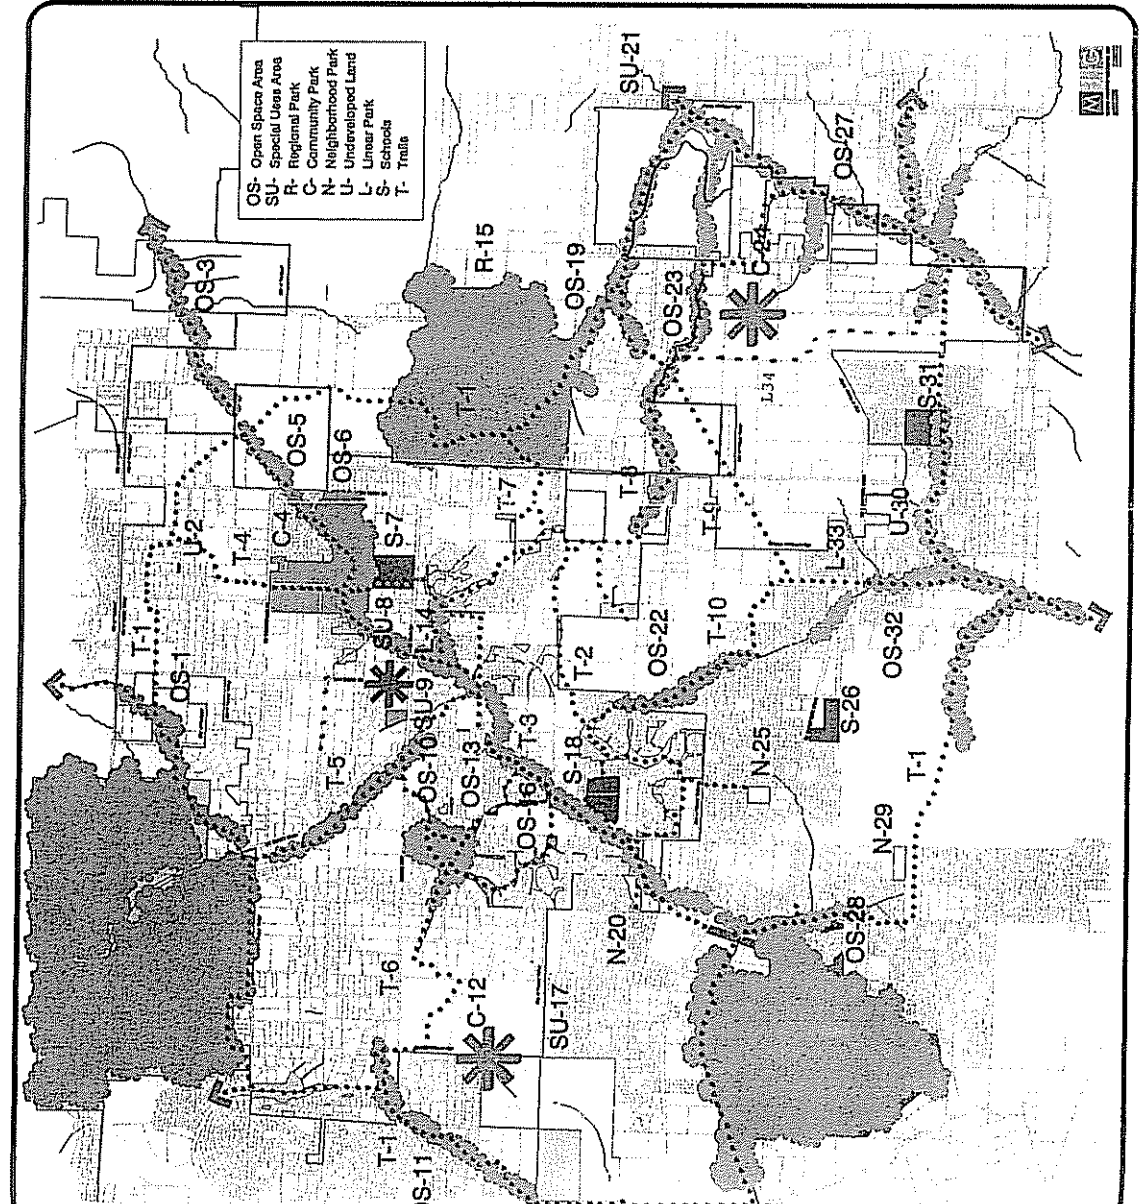 OS- Open Space Area
SU- Special Uses Area
R- Regional Park
C- Community Park
N- Neighborhood Park
U- Undeveloped Land
L- Linear Park
S- Schools
T- Trails
SU-21
OS-27
OS-3
R-15
OS-19
C-24
OS-23
L34
T-1
S-31
OS-5
OS-6
T-8
T-7
T-9
U-30
L-33
U-2
T-4
C-4
S-7
T-1
SU-8
L-14
OS-22
T-10
OS-32
OS-1
SU-9
T-2
T-3
S-26
T-5
OS-10
OS-13
S-18
N-25
T-1
OS-16
N-29
N-20
OS-28
T-6
C-12
SU-17
T-1
OS-11
MIG